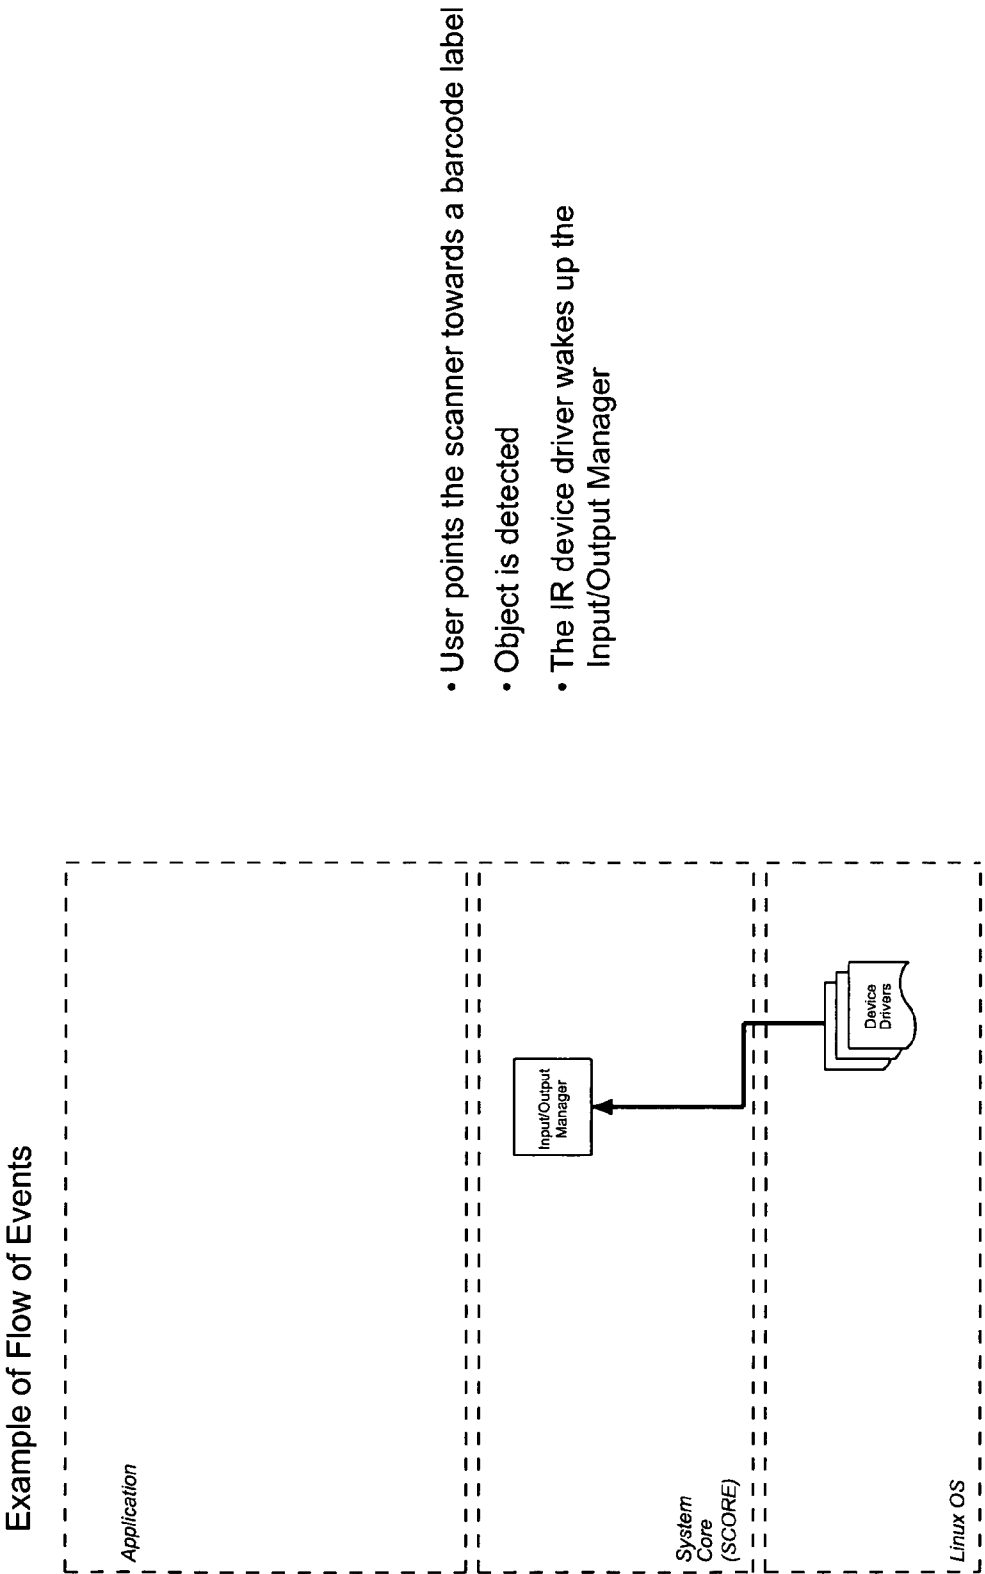 Example of Flow of Events
Application
Input/Output
Manager
System
Core
(SCORE)
Device
Drivers
Linux OS
• User points the scanner towards a barcode label
• Object is detected
• The IR device driver wakes up the
Input/Output Manager